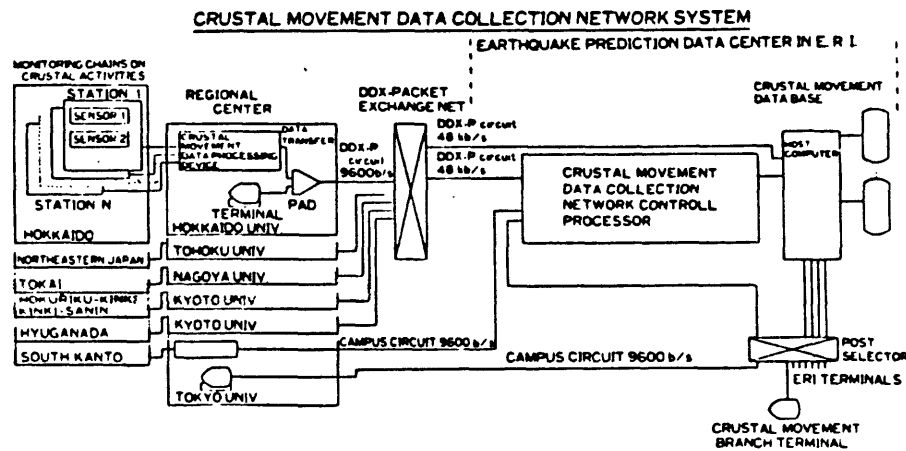 CRUSTAL MOVEMENT DATA COLLECTION NETWORK SYSTEM
EARTHQUAKE PREDICTION DATA CENTER IN E. R. I.
MONITORING CHAINS ON
CRUSTAL ACTIVITIES
STATION 1
SENSOR 1
SENSOR 2
STATION N
HOKKAIDO
REGIONAL
CENTER
CRUSTAL
MOVEMENT
DATA PROCESSING
DEVICE
DATA
TRANSFER
TERMINAL
PAD
HOKKAIDO UNIV.
DDX-P
circuit
9600b/s
DDX-PACKET
EXCHANGE NET
DDX-P circuit
48 kb/s
DDX-P circuit
48 kb/s
CRUSTAL MOVEMENT
DATA COLLECTION
NETWORK CONTROLL
PROCESSOR
CRUSTAL MOVEMENT
DATA BASE
HOST
COMPUTER
NORTHEASTERN JAPAN
TOHOKU UNIV.
TOKAI
NAGOYA UNIV.
HOKURIKU-KINKI
KINKI-SANIN
KYOTO UNIV
HYUGANADA
KYOTO UNIV
SOUTH KANTO
CAMPUS CIRCUIT 9600 b/s
TOKYO UNIV
CAMPUS CIRCUIT 9600 b/s
POST
SELECTOR
ERI TERMINALS
CRUSTAL MOVEMENT
BRANCH TERMINAL